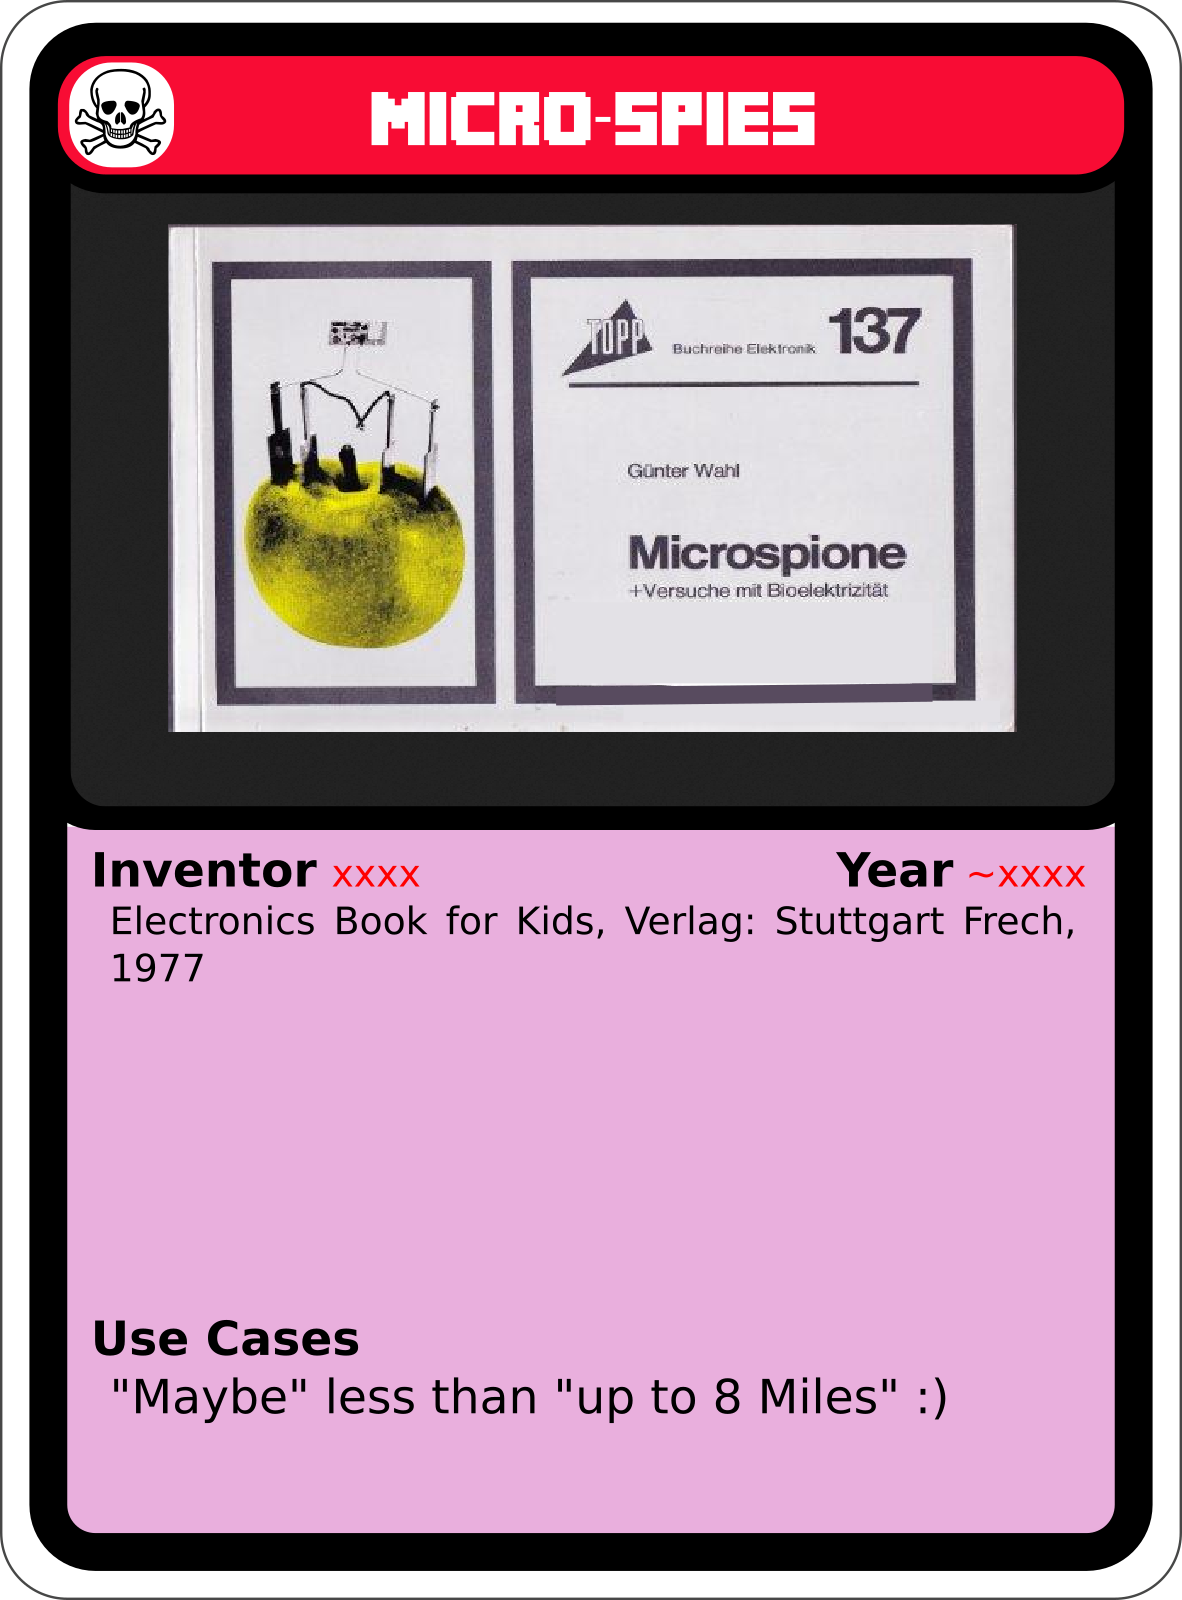 MICRO-SPIES
TOPP
Buchreihe Elektronik
137
Günter Wahl
Microspione
+Versuche mit Bioelektrizität
Inventor xxxx
Year ~xxxx
Electronics Book for Kids, Verlag: Stuttgart Frech,
1977
Use Cases
"Maybe" less than "up to 8 Miles" :)